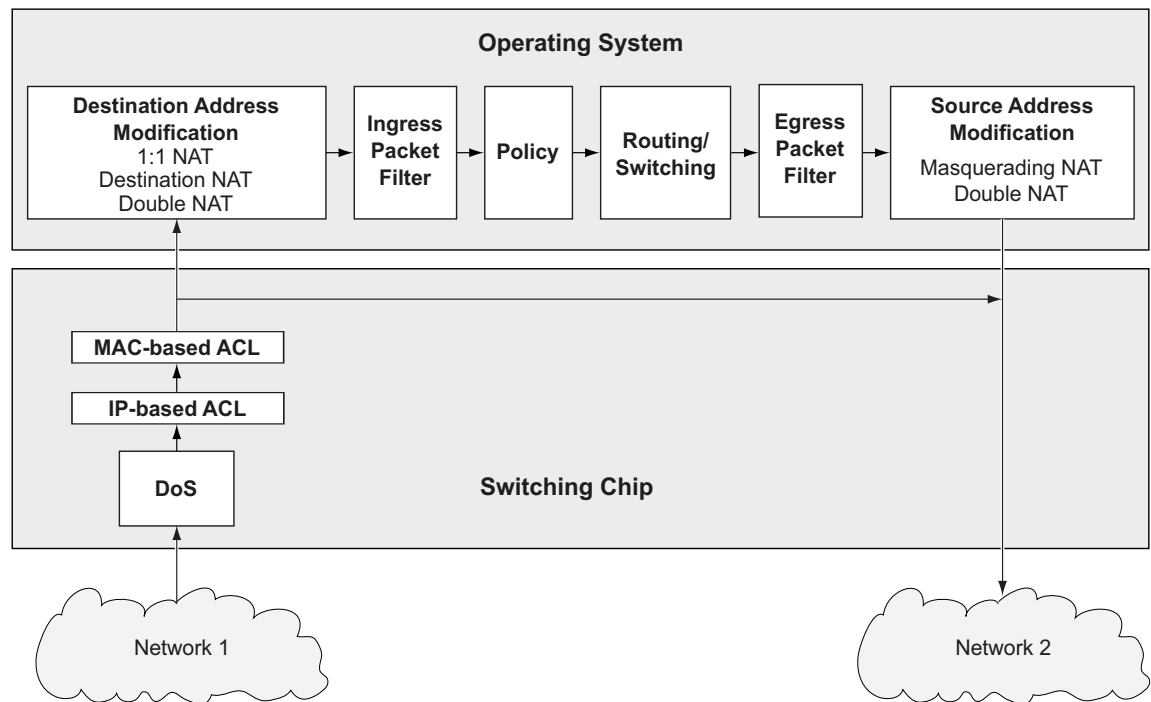 Operating System
Destination Address
Modification
1:1 NAT
Destination NAT
Double NAT
Ingress
Packet
Filter
Policy
Routing/
Switching
Egress
Packet
Filter
Source Address
Modification
Masquerading NAT
Double NAT
MAC-based ACL
IP-based ACL
DoS
Switching Chip
Network 1
Network 2